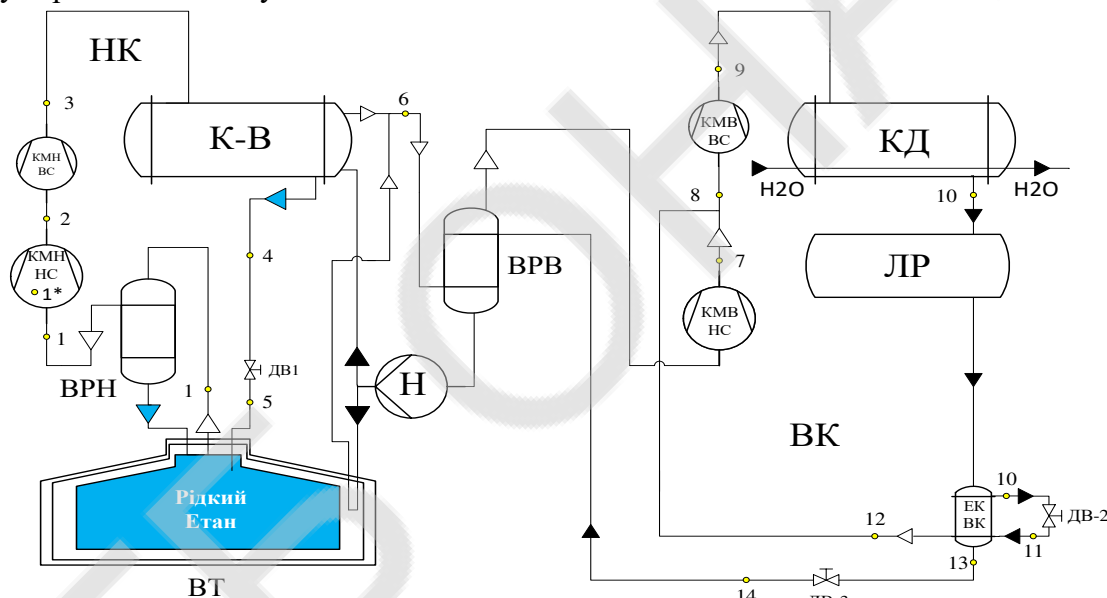 НК
3
К-В
6
9
КМВ
ВС
КД
H2O
H2O
10
КМН
ВС
8
2
КМН
НС
1*
4
ВРВ
7
ЛР
КМВ
НС
1
ВРН
1
ДВ1
5
Н
ВК
Рідкий
Етан
10
ЕК
ВК
ДВ-2
12
11
13
ВТ
14